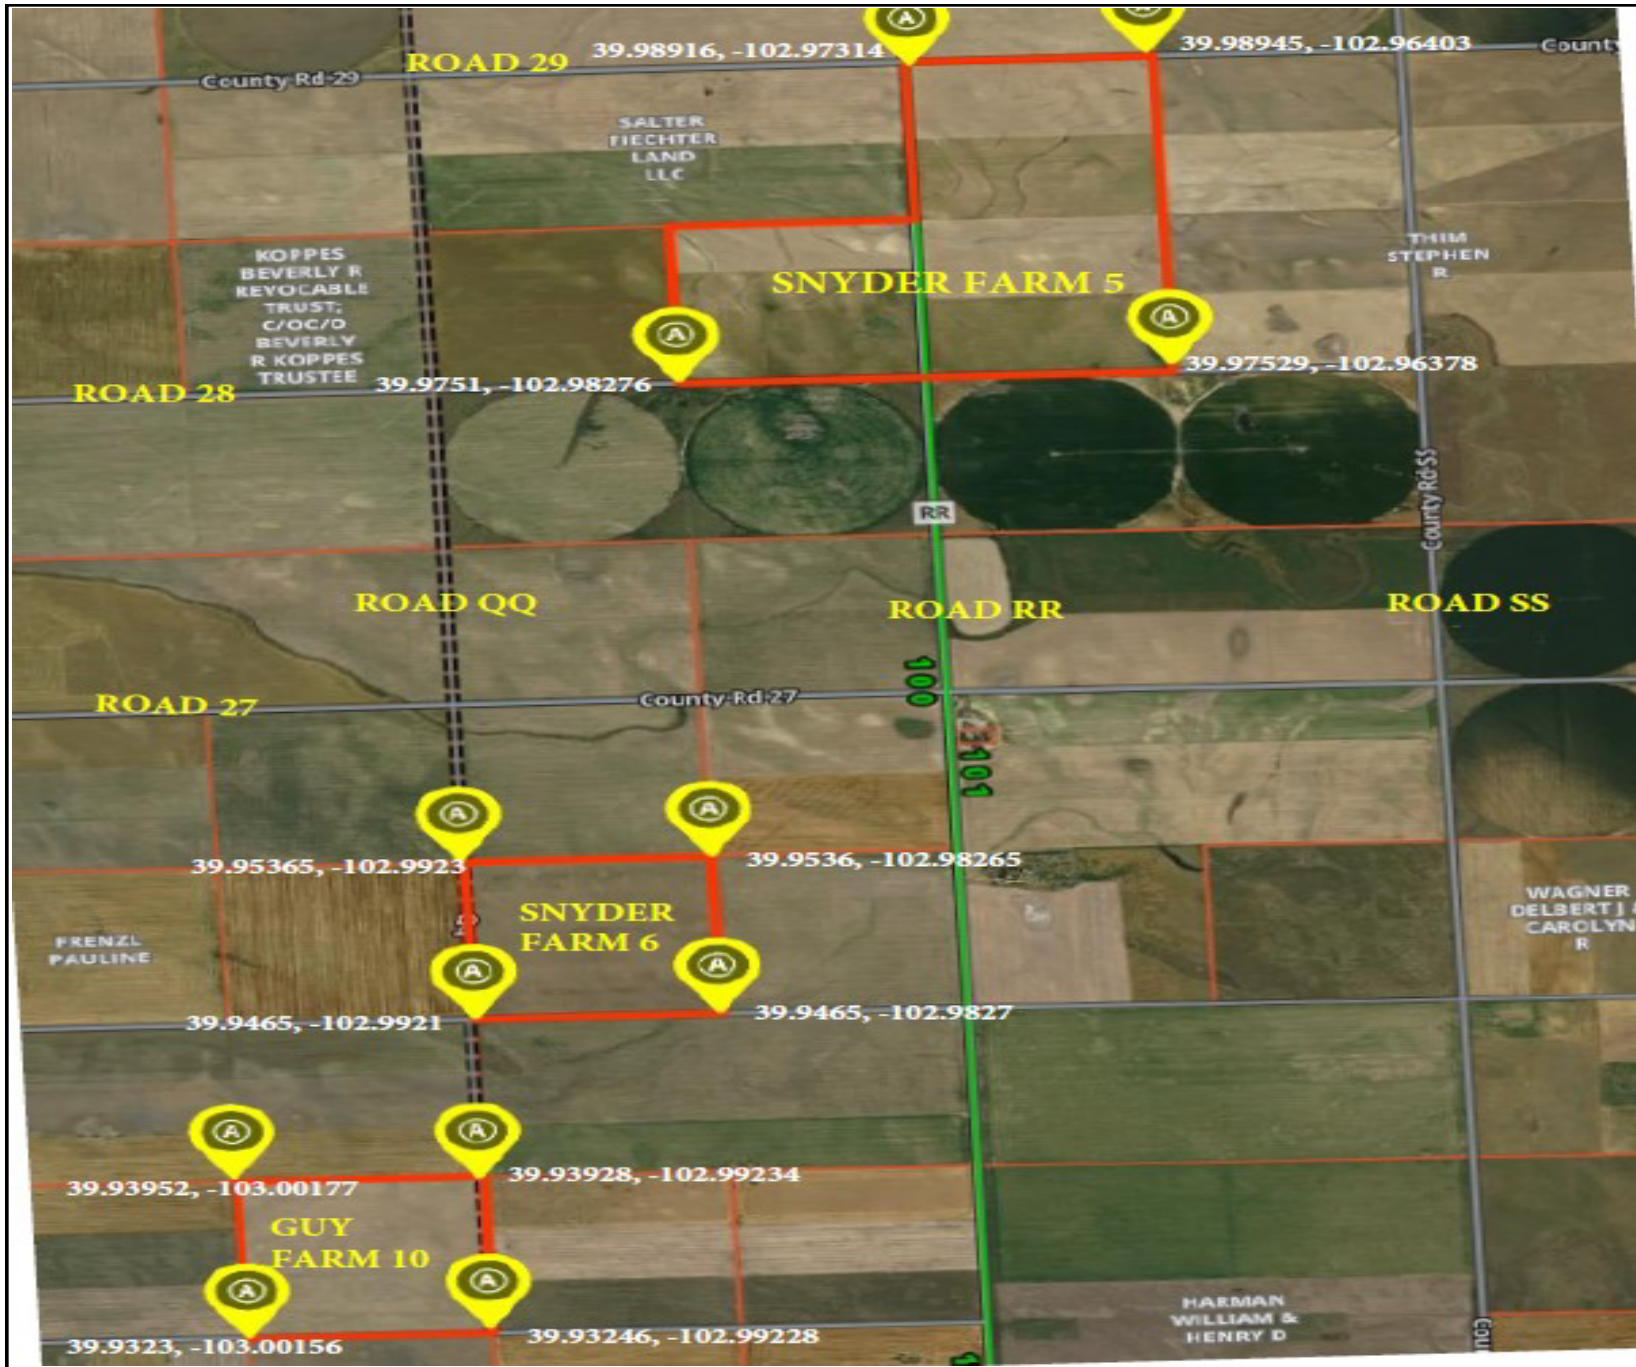 39.98916, -102.97314
39.98945, -102.96403
ROAD 29
County Rd 29
County
SALTER
FIECHTER
LAND
LLC
KOPPES
BEVERLY R
REVOCABLE
TRUST;
C/OC/D
BEVERLY
R KOPPES
TRUSTEE
THIM
STEPHEN
R
SNYDER FARM 5
ROAD 28
39.9751, -102.98276
39.97529, -102.96378
RR
County Rd SS
ROAD QQ
ROAD RR
ROAD SS
100
ROAD 27
County Rd 27
101
39.95365, -102.9923
39.9536, -102.98265
SNYDER
FARM 6
FRENZL
PAULINE
WAGNER
DELBERT J &
CAROLYN
R
39.9465, -102.9921
39.9465, -102.9827
39.93952, -103.00177
39.93928, -102.99234
GUY
FARM 10
HARMAN
WILLIAM &
HENRY D
39.9323, -103.00156
39.93246, -102.99228
A
A
A
A
A
A
A
A
A
A
A
A